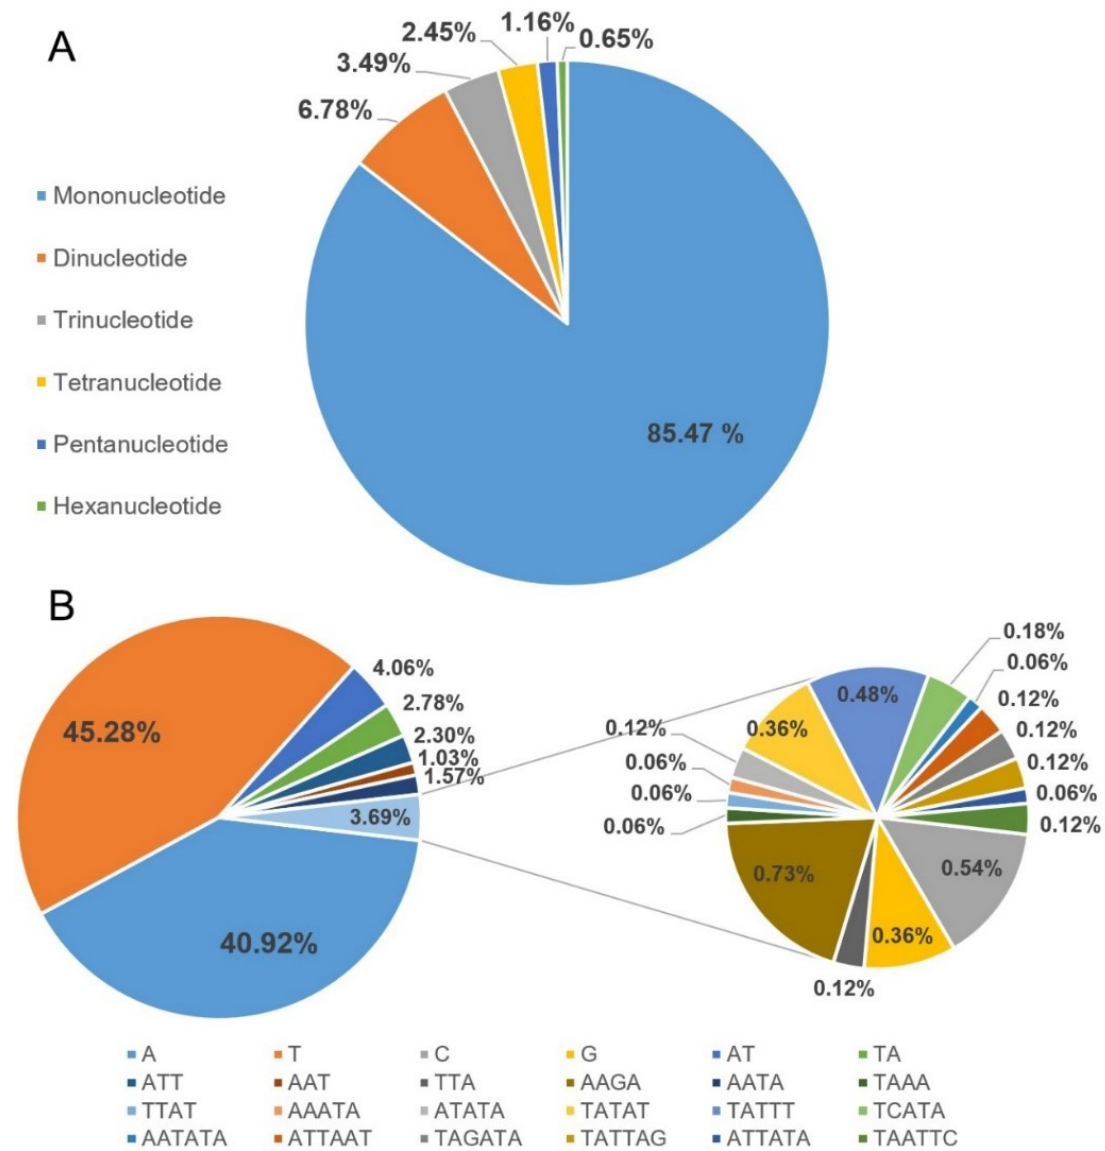 A
2.45%
1.16%
0.65%
3.49%
6.78%
Mononucleotide
Dinucleotide
Trinucleotide
Tetranucleotide
Pentanucleotide
Hexanucleotide
85.47 %
B
45.28%
4.06%
2.78%
2.30%
1.03%
1.57%
3.69%
40.92%
0.18%
0.06%
0.12%
0.12%
0.12%
0.06%
0.12%
0.48%
0.36%
0.12%
0.06%
0.06%
0.06%
0.73%
0.54%
0.36%
0.12%
A T C G AT TA
ATT AAT TTA AAGA AATA TAAA
TTAT AAATA ATATA TATAT TATTT TCATA
AATATA ATTAAT TAGATA TATTAG ATTATA TAATTC